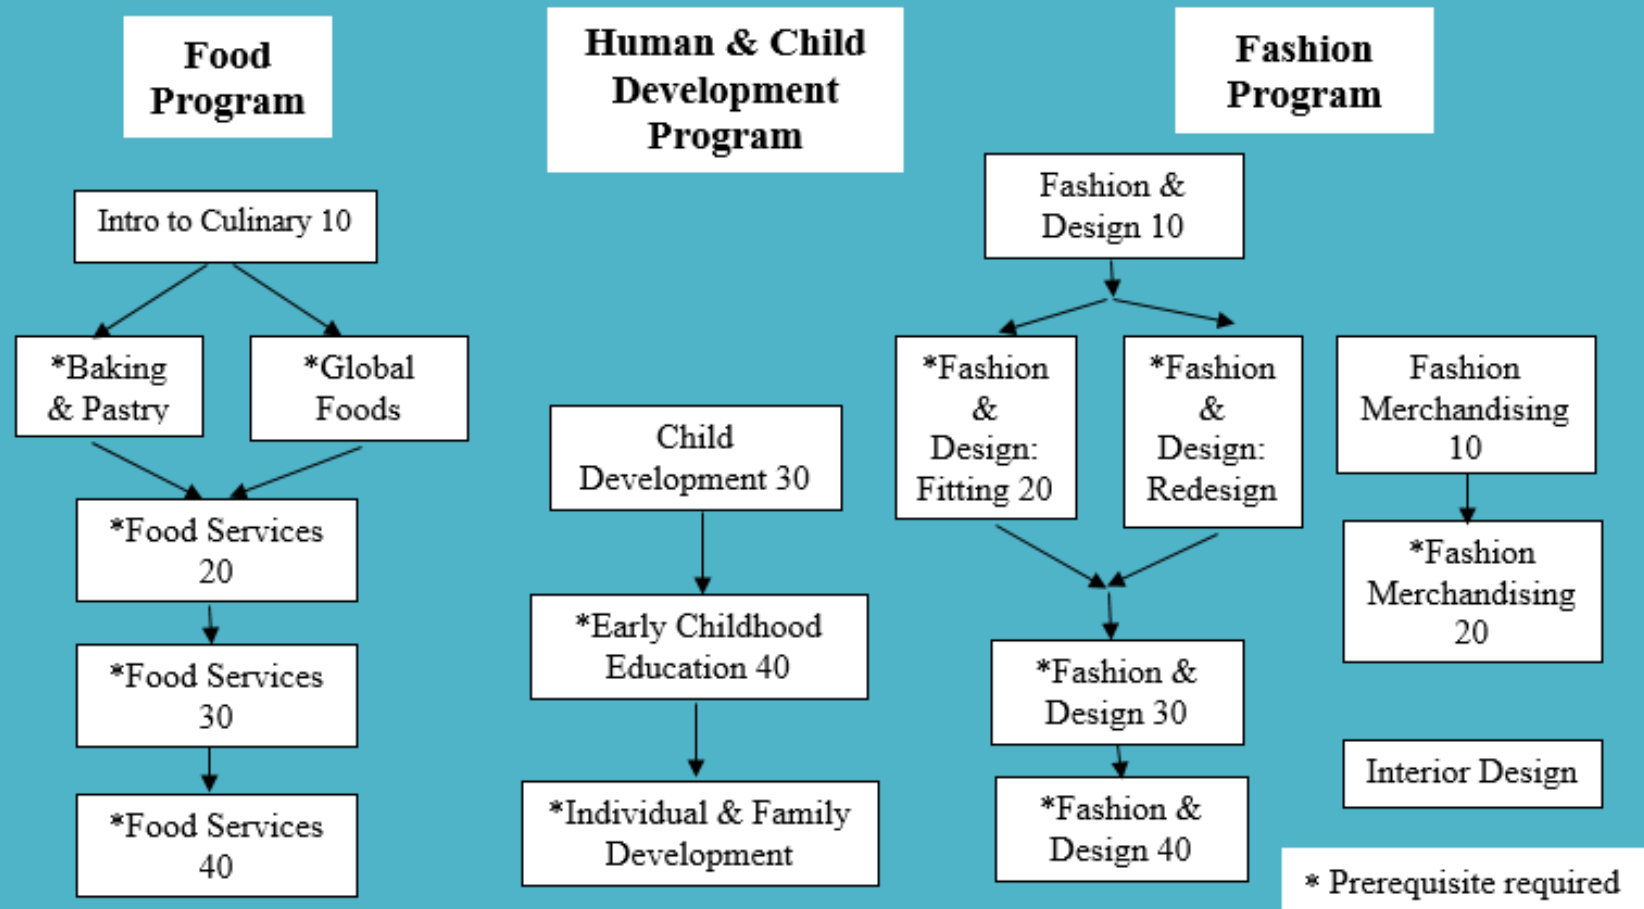 Food
Program
Intro to Culinary 10
*Baking
& Pastry
*Global
Foods
*Food Services
20
*Food Services
30
*Food Services
40
Human & Child
Development
Program
Child
Development 30
*Early Childhood
Education 40
*Individual & Family
Development
Fashion
Program
Fashion &
Design 10
*Fashion
&
Design:
Fitting 20
*Fashion
&
Design:
Redesign
*Fashion &
Design 30
*Fashion &
Design 40
Fashion
Merchandising
10
*Fashion
Merchandising
20
Interior Design
* Prerequisite required